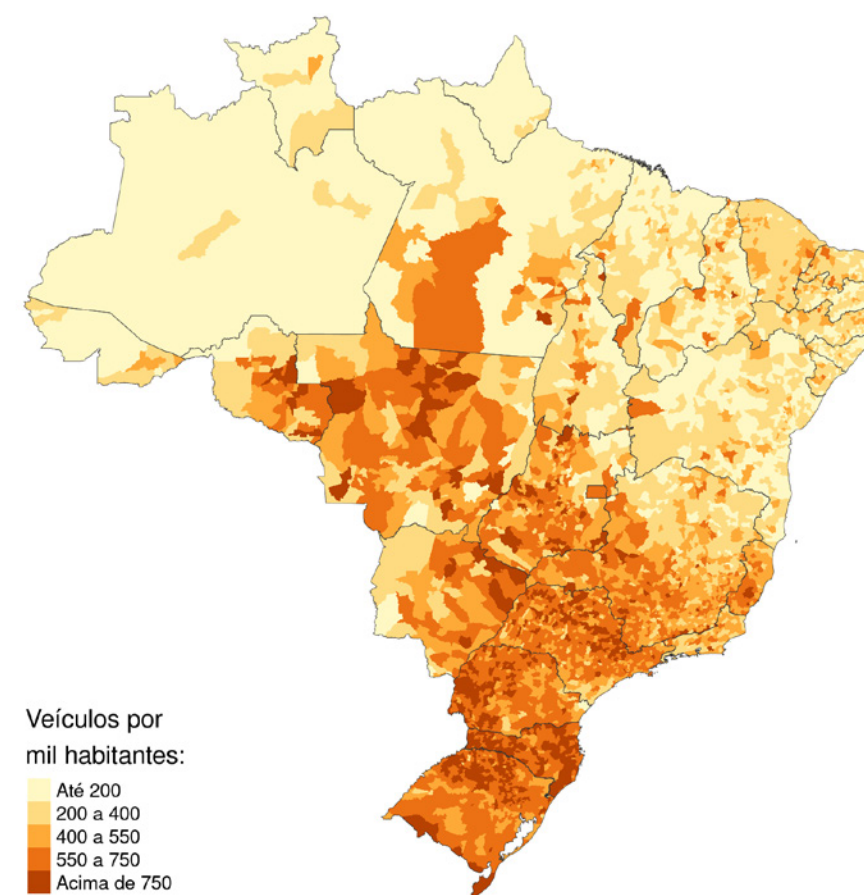 Veículos por
mil habitantes:
Até 200
200 a 400
400 a 550
550 a 750
Acima de 750